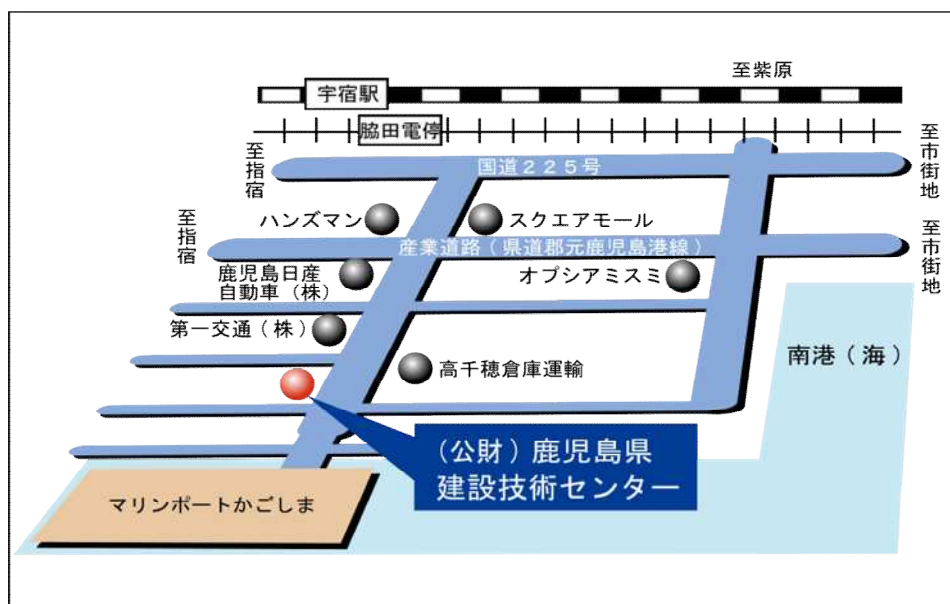 至紫原
宇宿駅
脇田電停
至指宿
国道２２５号
至市街地
ハンズマン
スクエアモール
至指宿
産業道路（県道郡元鹿児島港線）
至市街地
鹿児島日産
自動車（株）
オプシアミスミ
第一交通（株）
高千穂倉庫運輸
南港（海）
（公財）鹿児島県
建設技術センター
マリンポートかごしま